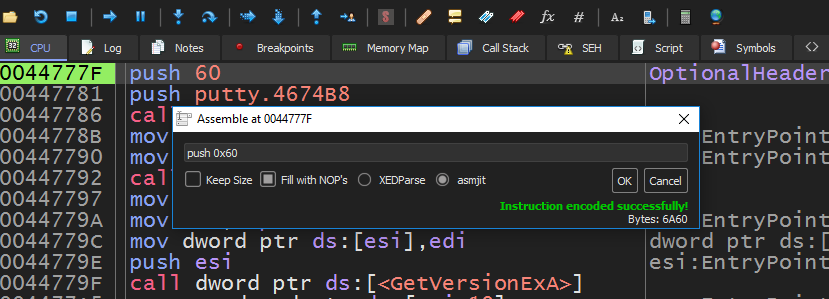 fx # A₂
32 CPU Log Notes Breakpoints Memory Map Call Stack SEH Script Symbols <>
0044777F push 60 OptionalHeader
00447781 push putty.4674B8
00447786 cal
0044778B mov :EntryPoint
00447790 mov :EntryPoint
00447792 cal
00447797 mov
0044779A mov :EntryPoint
0044779C mov dword ptr ds:[esi],edi dword ptr ds:[
0044779E push esi esi:EntryPoint
0044779F call dword ptr ds:[<GetVersionExA>]
Assemble at 0044777F
push 0x60
Keep Size Fill with NOP's XEDParse asmjit OK Cancel
Instruction encoded successfully!
Bytes: 6A60